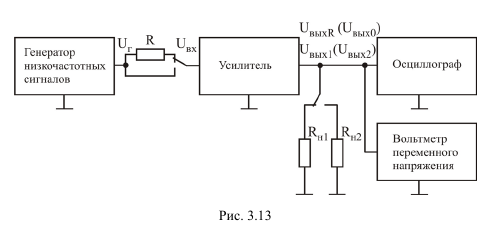 U_выхR (U_вых0)
U_г R U_вх U_вых1(U_вых2)
Генератор
низкочастотных
сигналов
Усилитель
Осциллограф
R_н1 R_н2
Вольтметр
переменного
напряжения
Рис. 3.13